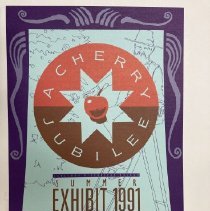 A CHERRY
JUBILEE
SUMMER
EXHIBIT 1991